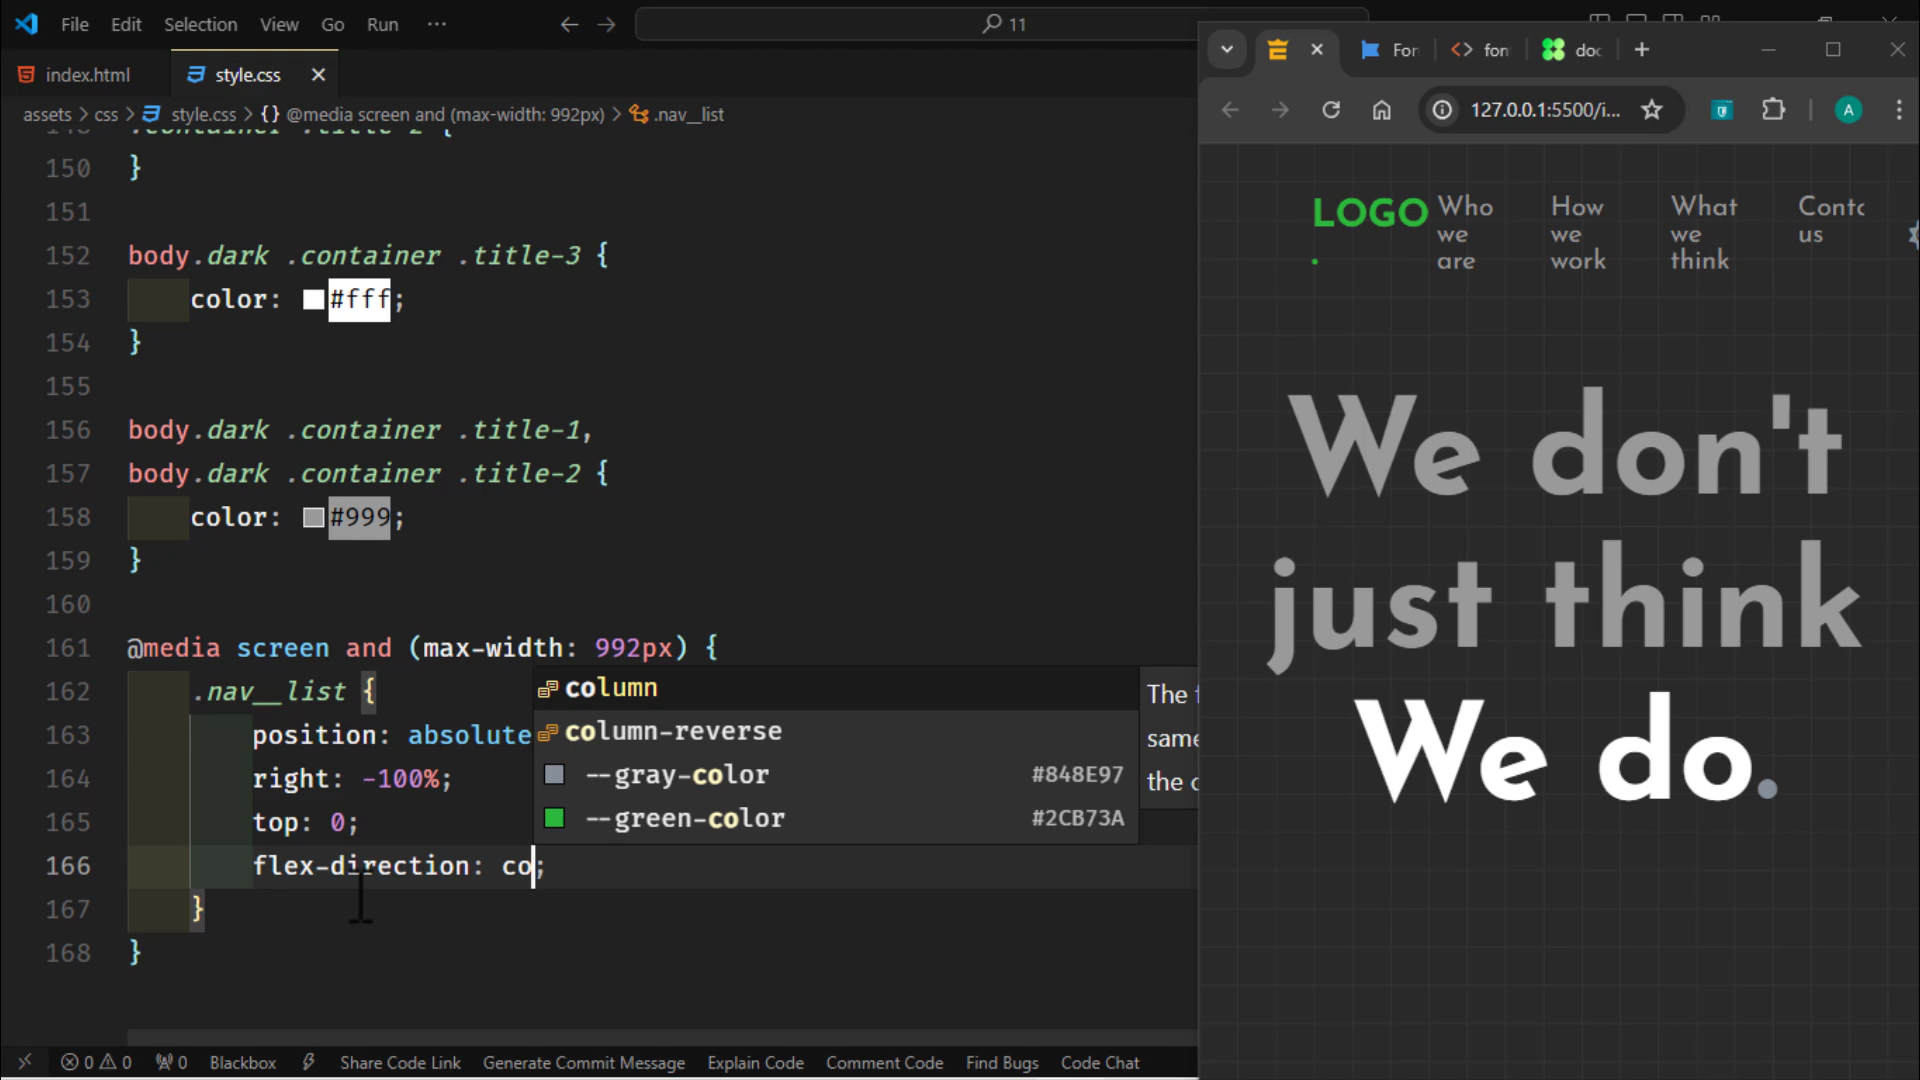 File Edit Selection View Go Run ...
11
index.html
style.css
assets > css > style.css > {} @media screen and (max-width: 992px) > .nav__list
150 }
151
152 body.dark .container .title-3 {
153 color: #fff;
154 }
155
156 body.dark .container .title-1,
157 body.dark .container .title-2 {
158 color: #999;
159 }
160
161 @media screen and (max-width: 992px) {
162 .nav__list {
163 position: absolute
164 right: -100%;
165 top: 0;
166 flex-direction: co;
167 }
168 }
column
column-reverse
--gray-color #848E97
--green-color #2CB73A
The f
same
the c
0 0 0 Blackbox Share Code Link Generate Commit Message Explain Code Comment Code Find Bugs Code Chat
For
for
doc
127.0.0.1:5500/i...
A
LOGO
.
Who
we
are
How
we
work
What
we
think
Conta
us
We don't
just think
We do.